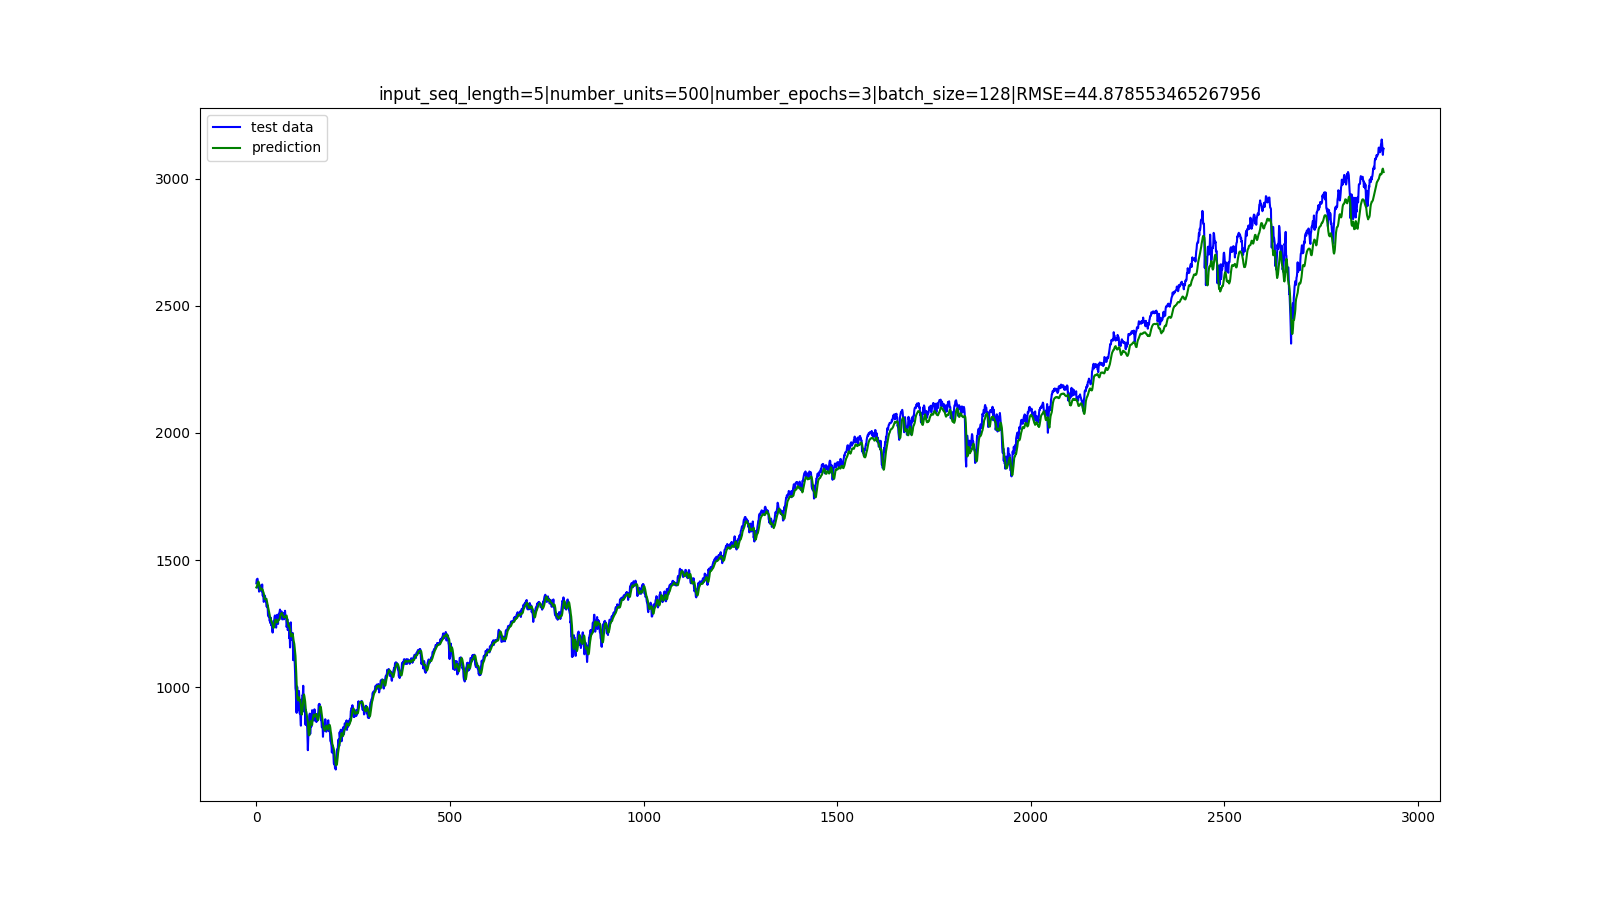 input_seq_length=5|number_units=500|number_epochs=3|batch_size=128|RMSE=44.878553465267956
test data
prediction
3000
2500
2000
1500
1000
0 500 1000 1500 2000 2500 3000